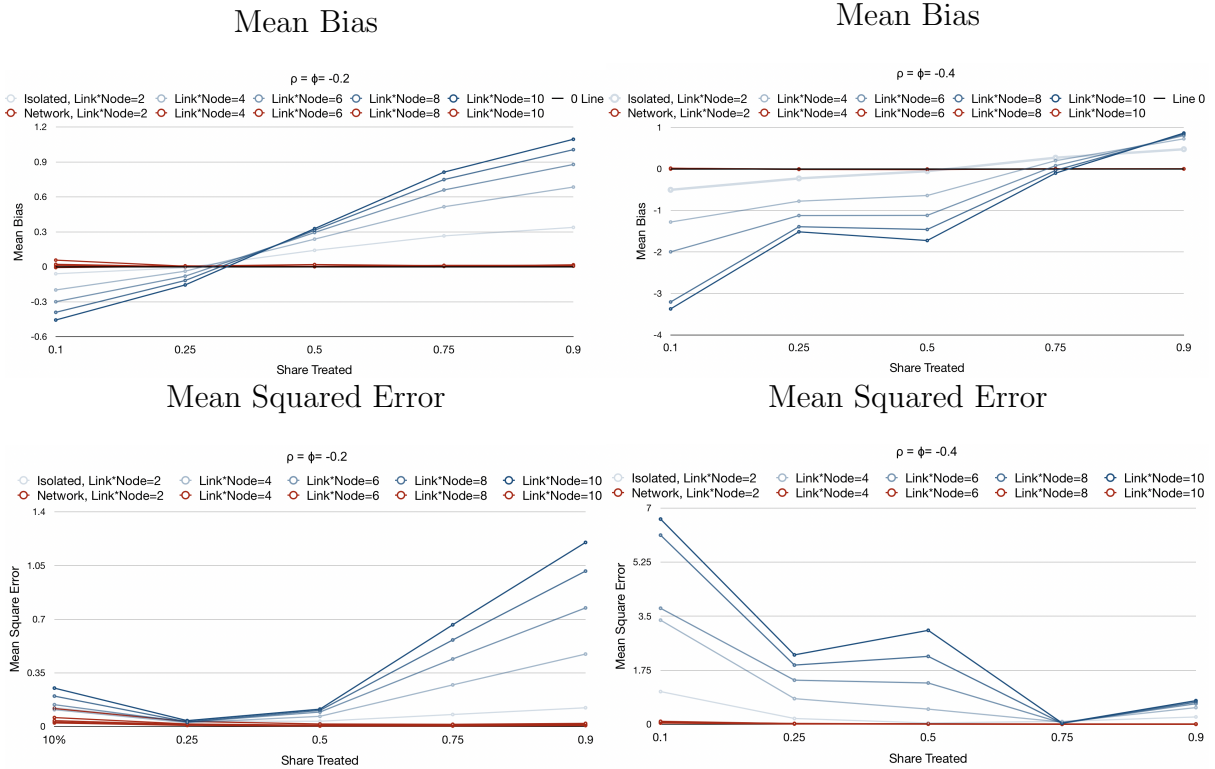 Mean Bias
ρ = ϕ= -0.2
Isolated, Link*Node=2 Link*Node=4 Link*Node=6 Link*Node=8 Link*Node=10 0 Line
Network, Link*Node=2 Link*Node=4 Link*Node=6 Link*Node=8 Link*Node=10
Mean Bias
1.2
0.9
0.6
0.3
0
-0.3
-0.6
0.1 0.25 0.5 0.75 0.9
Share Treated
Mean Bias
ρ = ϕ= -0.4
Isolated, Link*Node=2 Link*Node=4 Link*Node=6 Link*Node=8 Link*Node=10 Line 0
Network, Link*Node=2 Link*Node=4 Link*Node=6 Link*Node=8 Link*Node=10
Mean Bias
1
0
-1
-2
-3
-4
0.1 0.25 0.5 0.75 0.9
Share Treated
Mean Squared Error
ρ = ϕ= -0.2
Isolated, Link*Node=2 Link*Node=4 Link*Node=6 Link*Node=8 Link*Node=10
Network, Link*Node=2 Link*Node=4 Link*Node=6 Link*Node=8 Link*Node=10
Mean Square Error
1.4
1.05
0.7
0.35
0
10% 0.25 0.5 0.75 0.9
Share Treated
Mean Squared Error
ρ = ϕ= -0.4
Isolated, Link*Node=2 Link*Node=4 Link*Node=6 Link*Node=8 Link*Node=10
Network, Link*Node=2 Link*Node=4 Link*Node=6 Link*Node=8 Link*Node=10
Mean Square Error
7
5.25
3.5
1.75
0
0.1 0.25 0.5 0.75 0.9
Share Treated